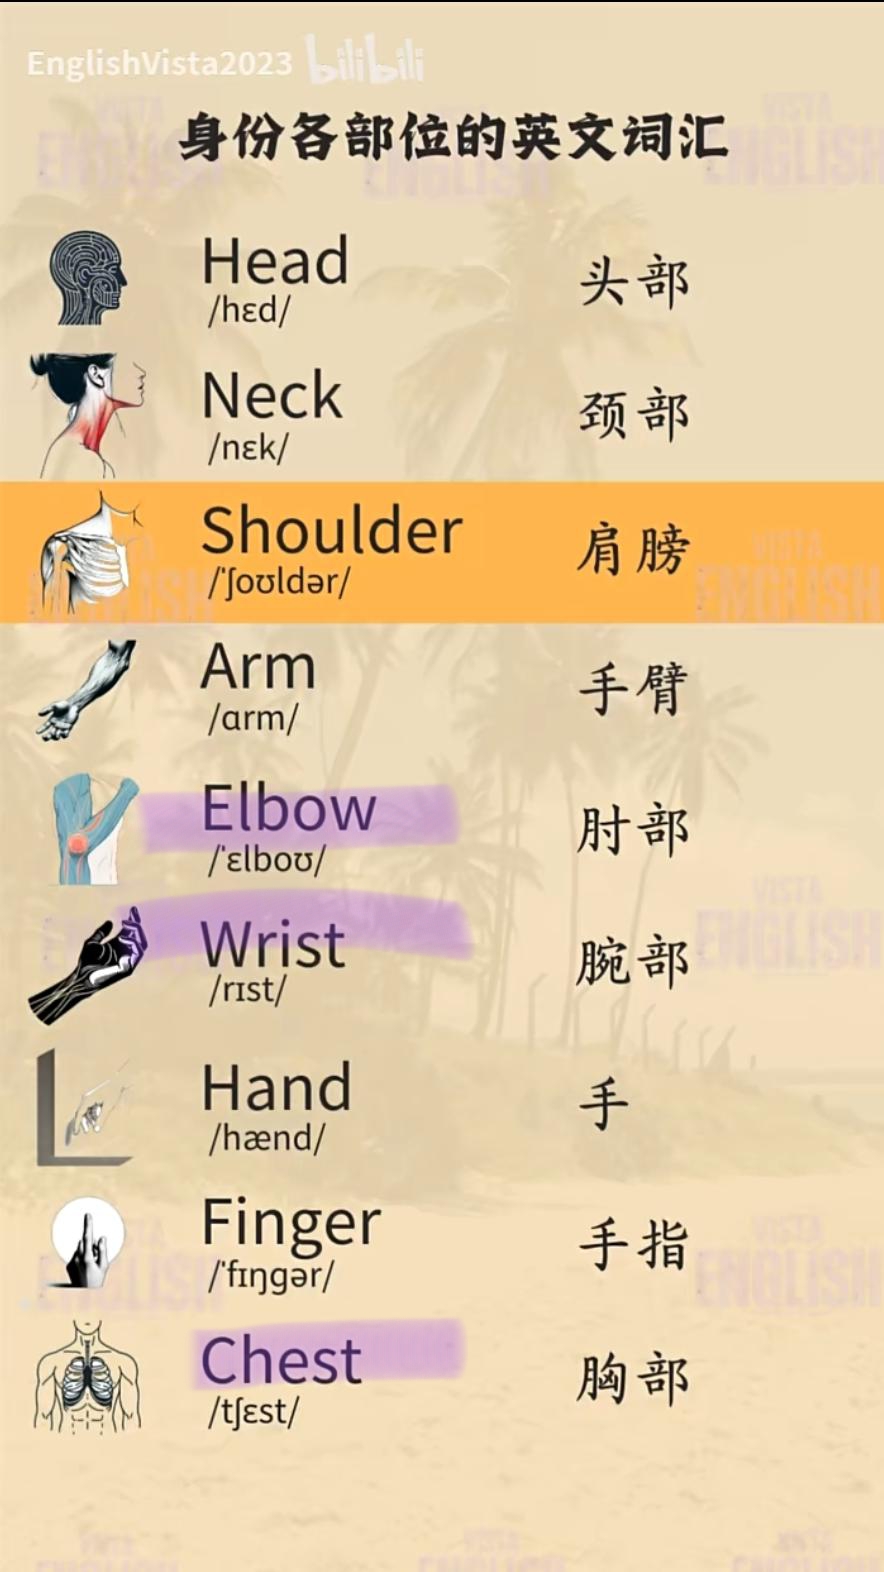 EnglishVista2023 bilibili
身份各部位的英文词汇
Head 头部
/hɛd/
Neck 颈部
/nɛk/
Shoulder 肩膀
/ˈʃoʊldər/
Arm 手臂
/ɑrm/
Elbow 肘部
/ˈɛlboʊ/
Wrist 腕部
/rɪst/
Hand 手
/hænd/
Finger 手指
/ˈfɪŋgər/
Chest 胸部
/tʃɛst/
VISTA
ENGLISH